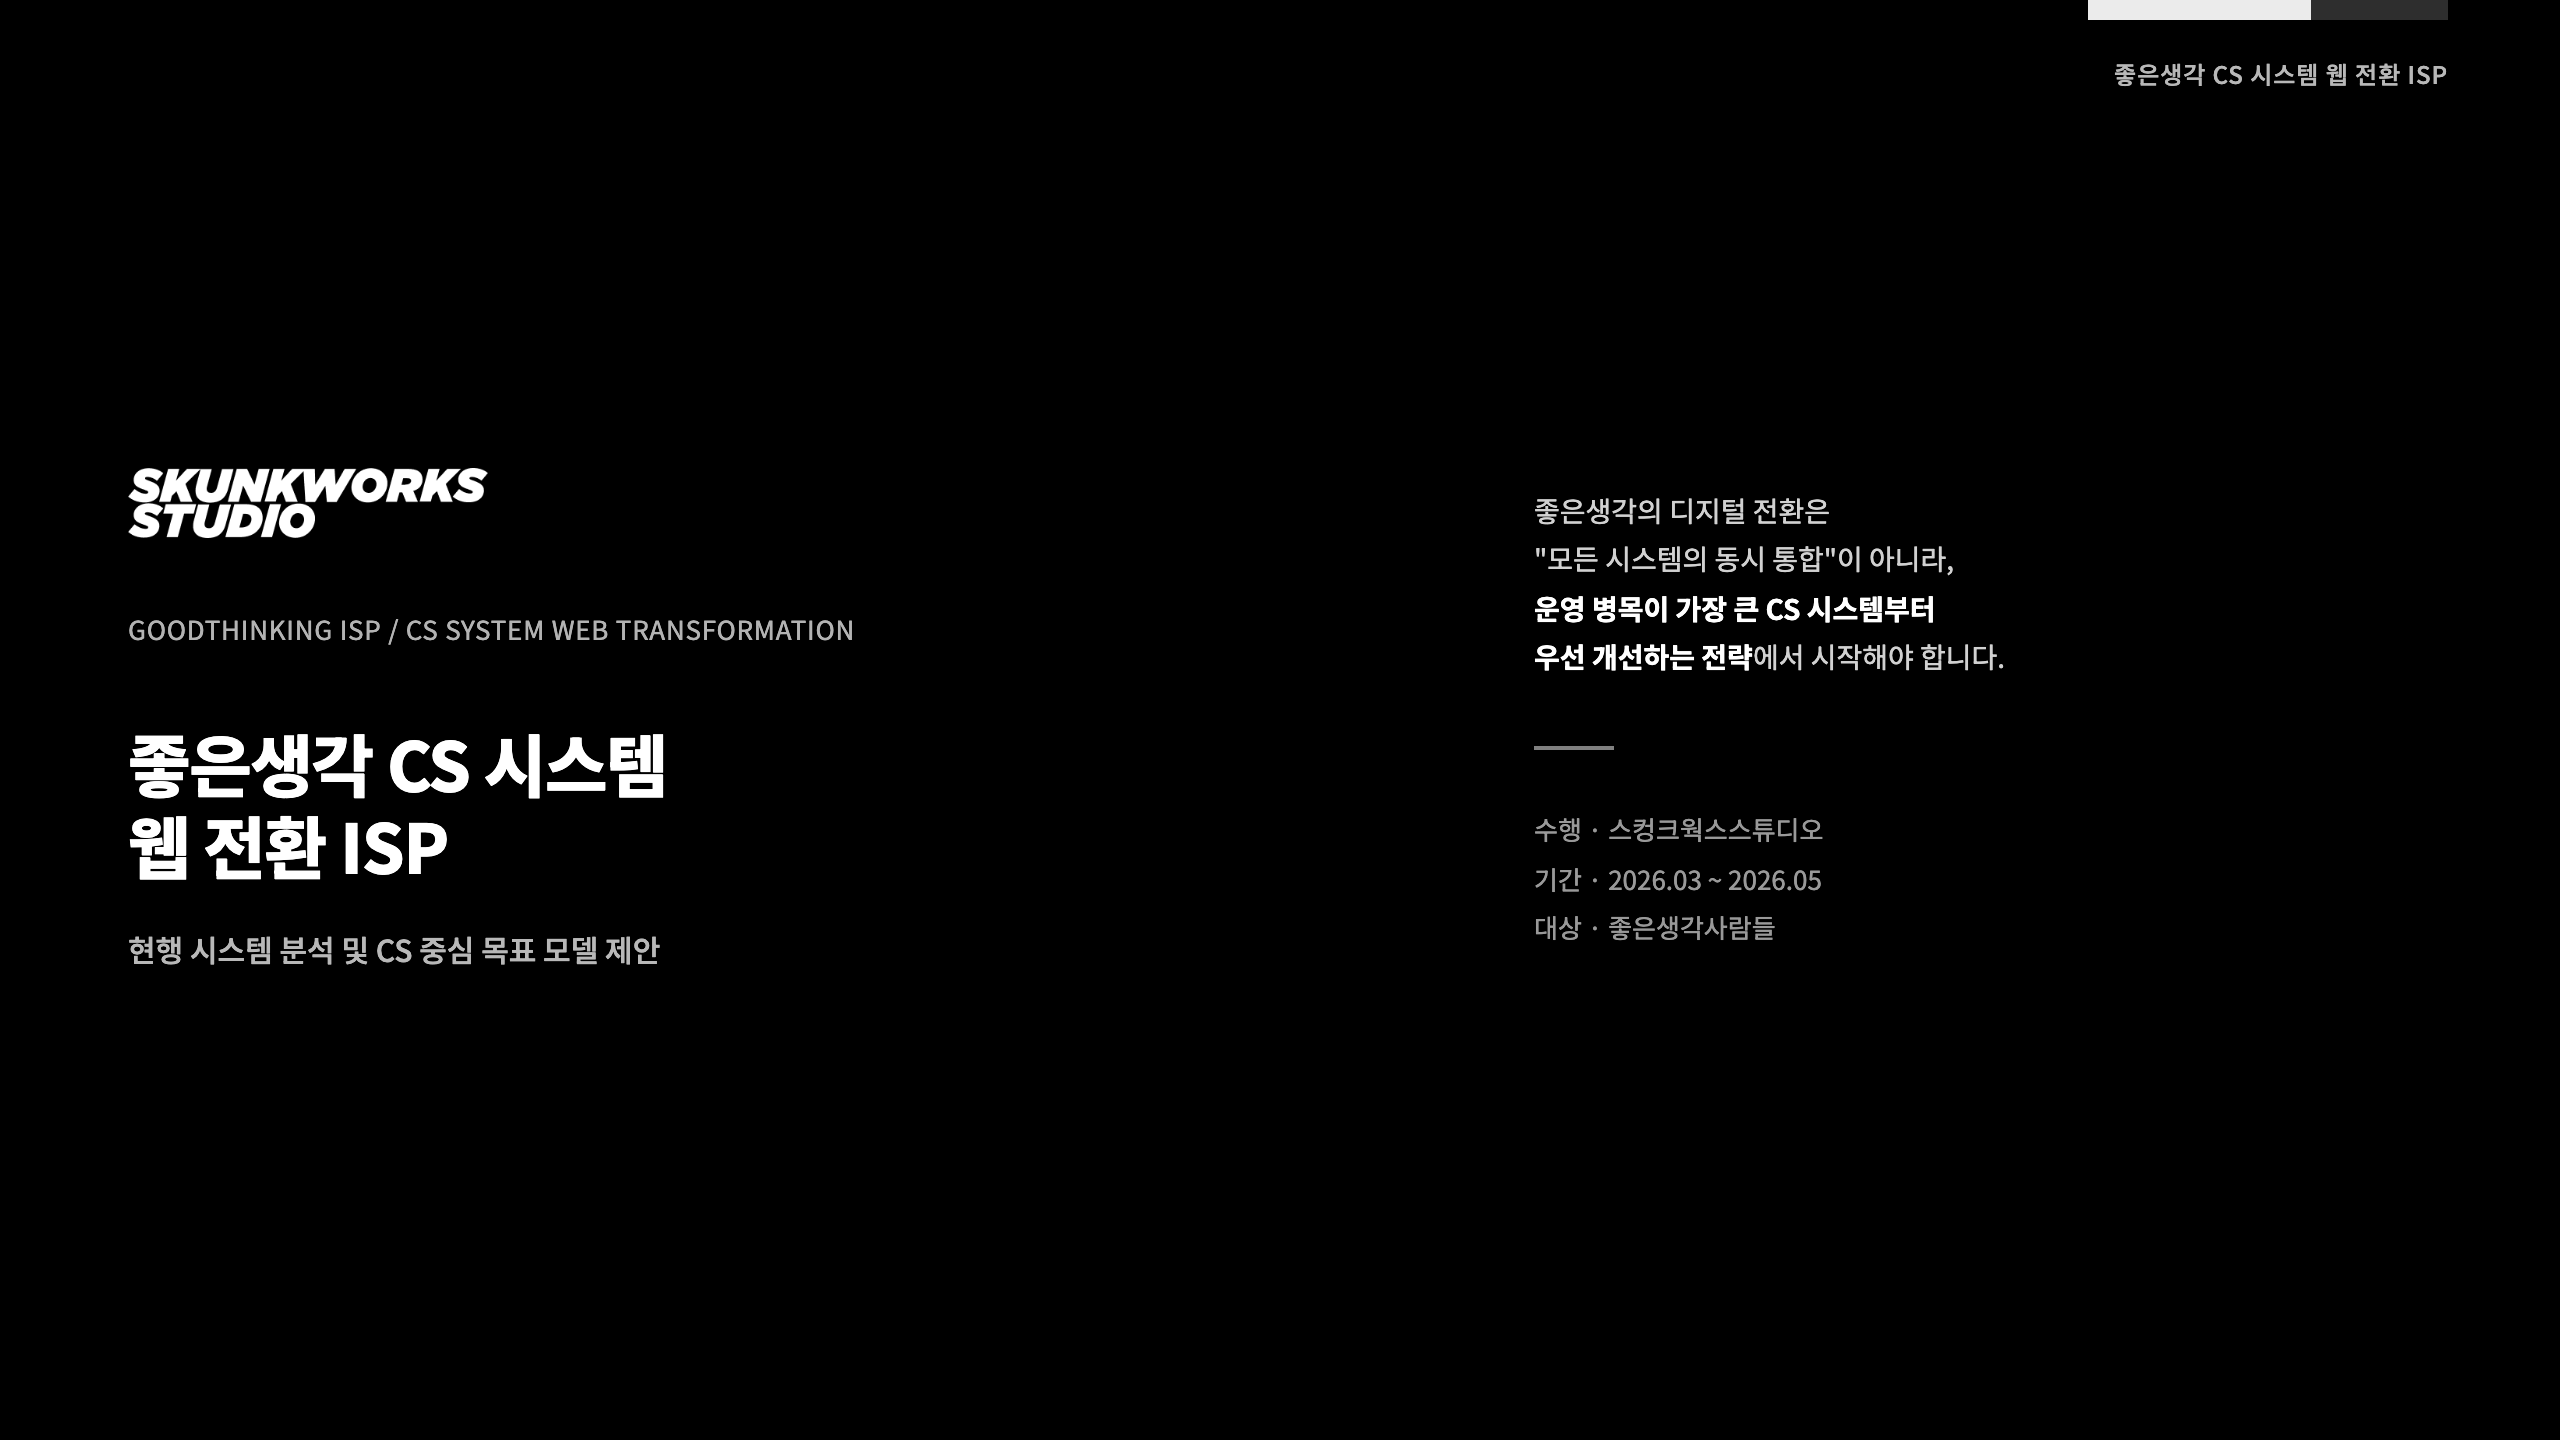 좋은생각 CS 시스템 웹 전환 ISP
SKUNKWORKS
STUDIO
GOODTHINKING ISP / CS SYSTEM WEB TRANSFORMATION
좋은생각 CS 시스템
웹 전환 ISP
현행 시스템 분석 및 CS 중심 목표 모델 제안
좋은생각의 디지털 전환은
"모든 시스템의 동시 통합"이 아니라,
운영 병목이 가장 큰 CS 시스템부터
우선 개선하는 전략에서 시작해야 합니다.
수행 · 스컹크웍스스튜디오
기간 · 2026.03 ~ 2026.05
대상 · 좋은생각사람들